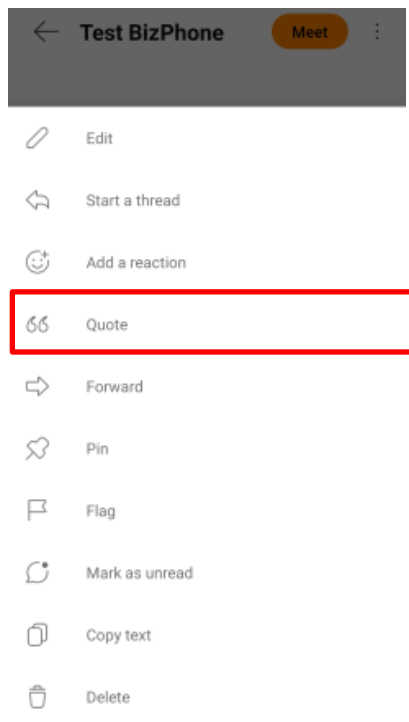 Test BizPhone Meet
Edit
Start a thread
Add a reaction
Quote
Forward
Pin
Flag
Mark as unread
Copy text
Delete